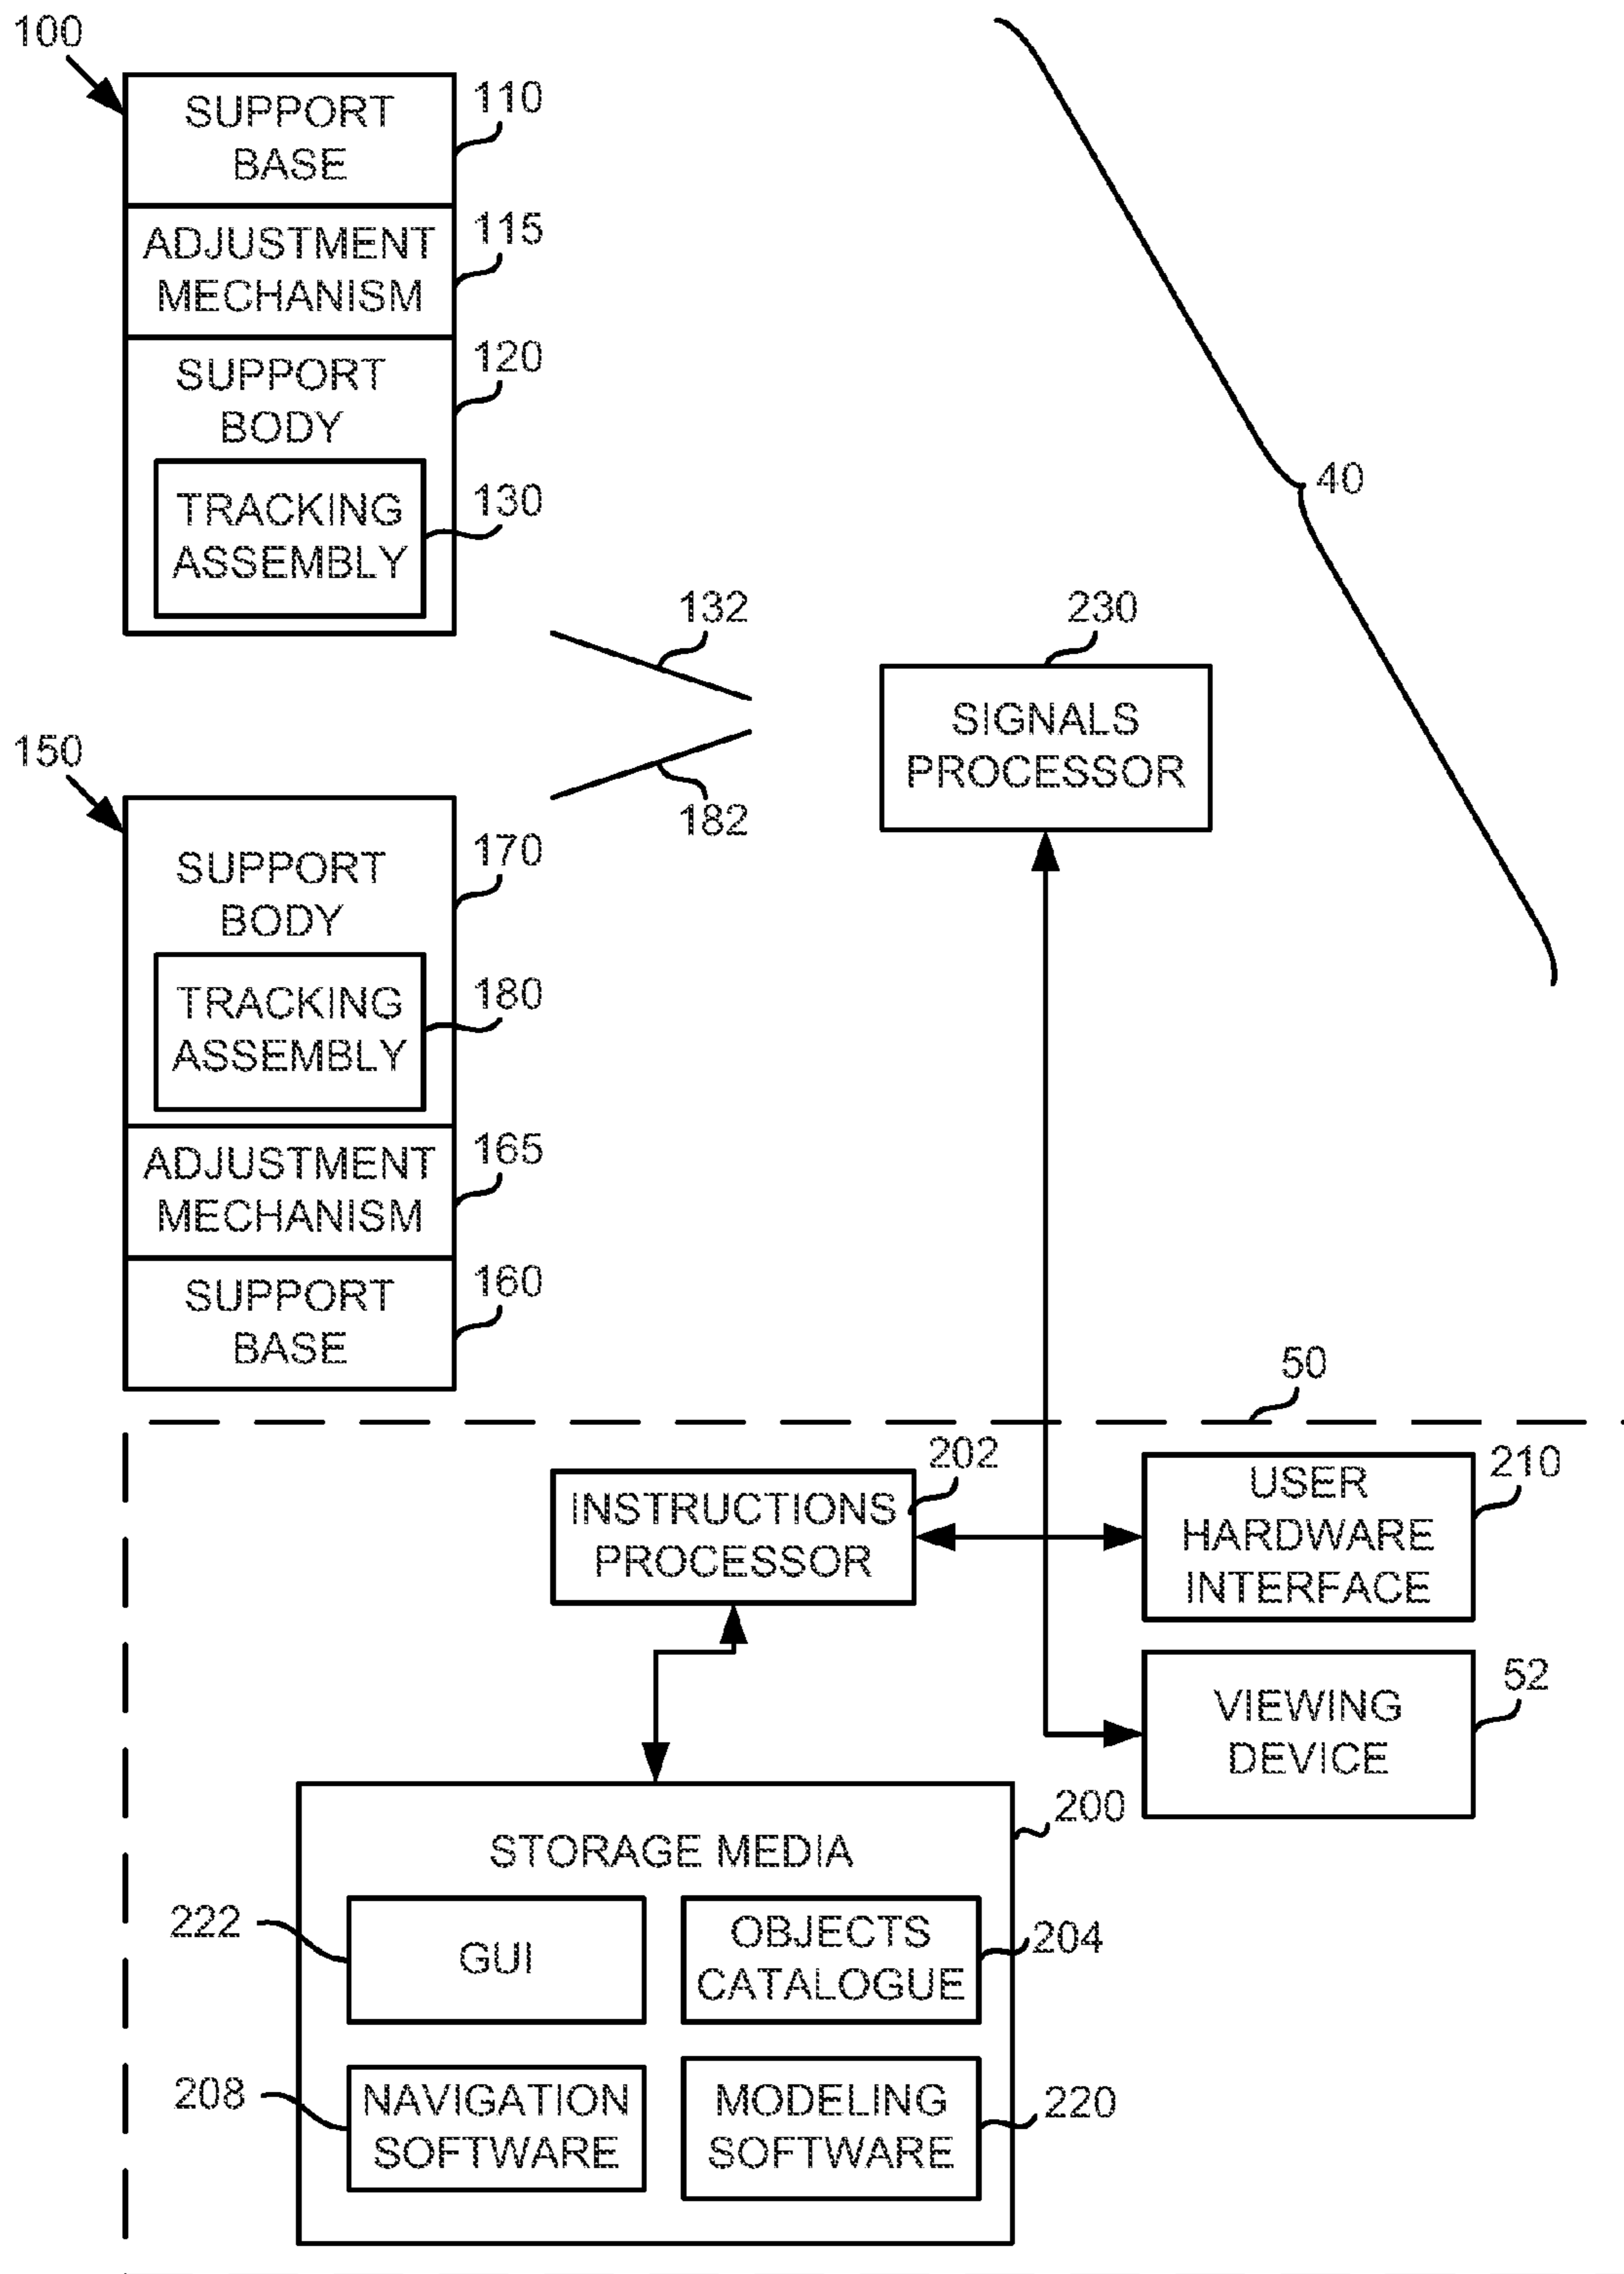 100
SUPPORT
BASE
110
ADJUSTMENT
MECHANISM
115
SUPPORT
BODY
120
TRACKING
ASSEMBLY
130
40
132
182
230
SIGNALS
PROCESSOR
150
SUPPORT
BODY
170
TRACKING
ASSEMBLY
180
ADJUSTMENT
MECHANISM
165
SUPPORT
BASE
160
50
INSTRUCTIONS
PROCESSOR
202
USER
HARDWARE
INTERFACE
210
VIEWING
DEVICE
52
STORAGE MEDIA
200
222
GUI
OBJECTS
CATALOGUE
204
208
NAVIGATION
SOFTWARE
MODELING
SOFTWARE
220